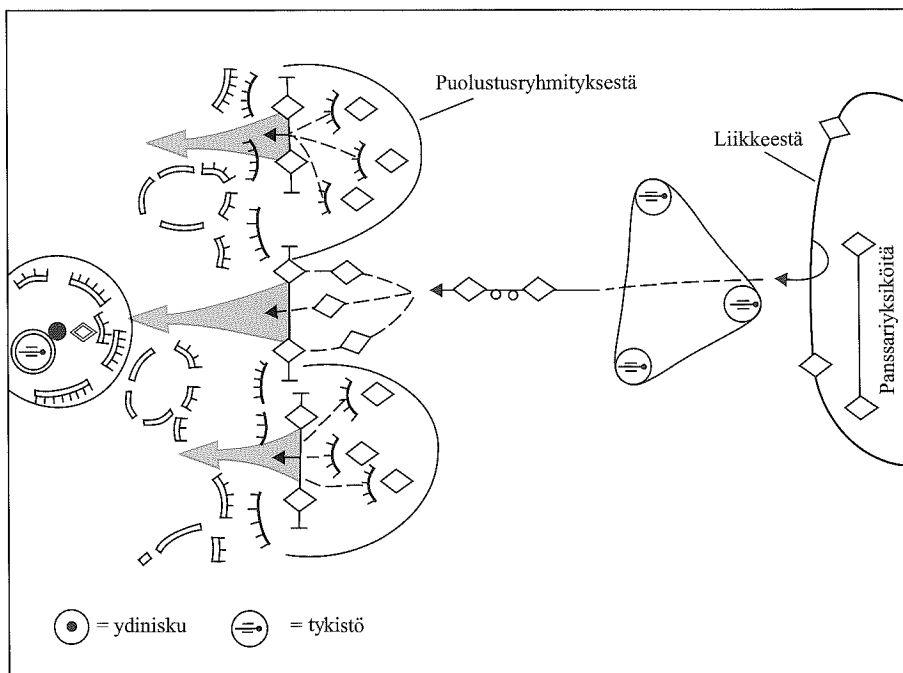 Puolustusryhmityksestä
Liikkeestä
Panssariyksiköitä
= ydinisku
= tykistö